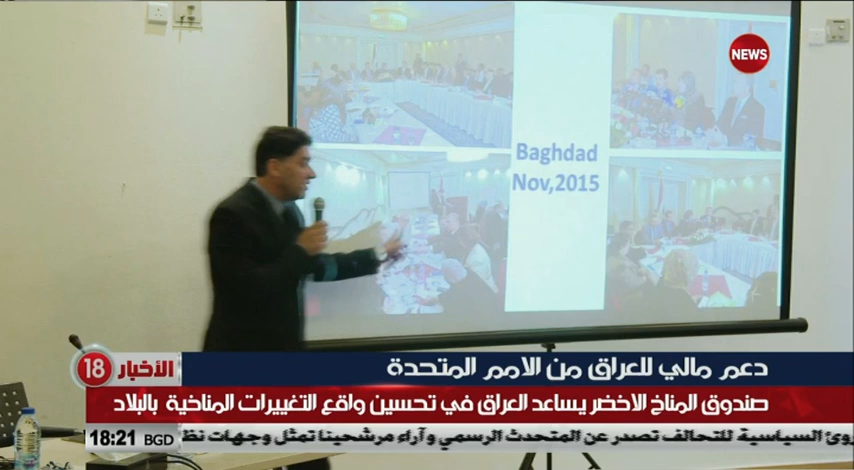 NEWS
Baghdad
Nov,2015
دعم مالي للعراق من الامم المتحدة
الأخبار 18
صندوق المناخ الاخضر يساعد العراق في تحسين واقع التغييرات المناخية بالبلاد
18:21 BGD
السياسية للتحالف تصدر عن المتحدث الرسمي وآراء مرشحينا تمثل وجهات